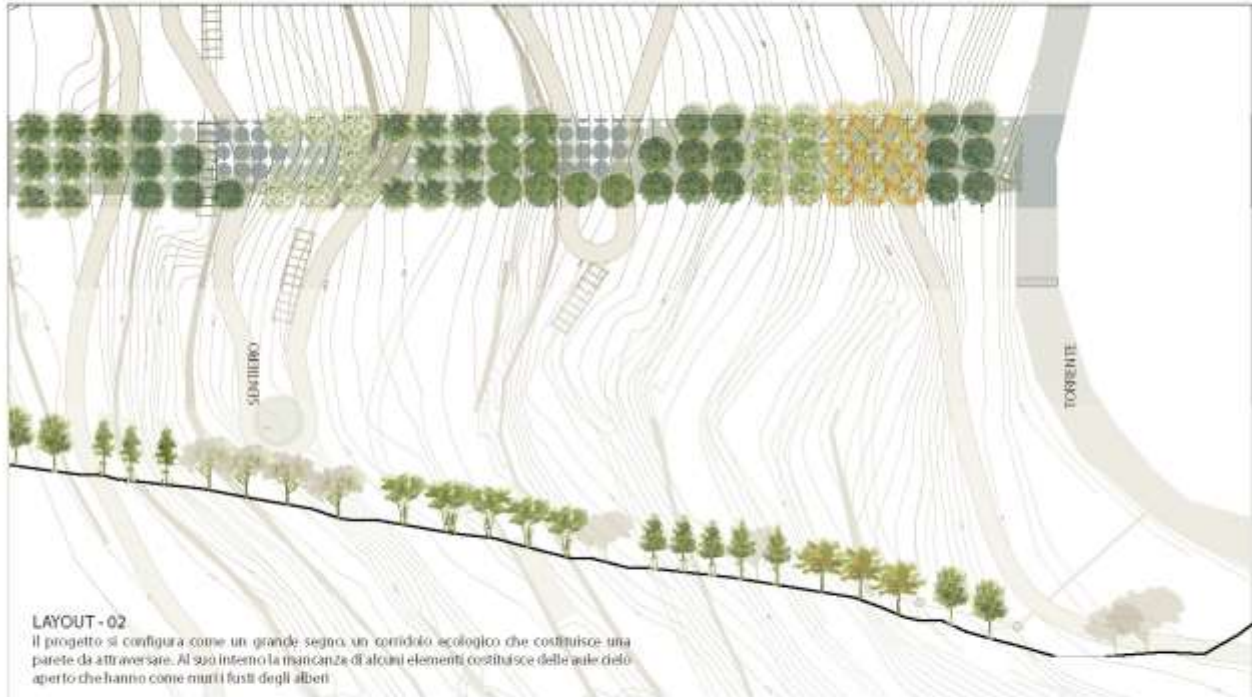 SENTIERO
TORRENTE
LAYOUT - 02
il progetto si configura come un grande segno, un corridoio ecologico che costituisce una
parete da attraversare. Al suo interno la mancanza di alcuni elementi costituisce delle aule cielo
aperto che hanno come muri i fusti degli alberi